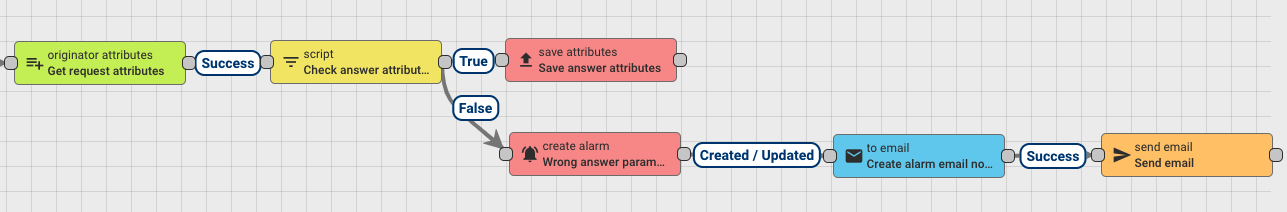 originator attributes
Get request attributes
Success
script
Check answer attribut...
True
save attributes
Save answer attributes
False
create alarm
Wrong answer param...
Created / Updated
to email
Create alarm email no...
Success
send email
Send email